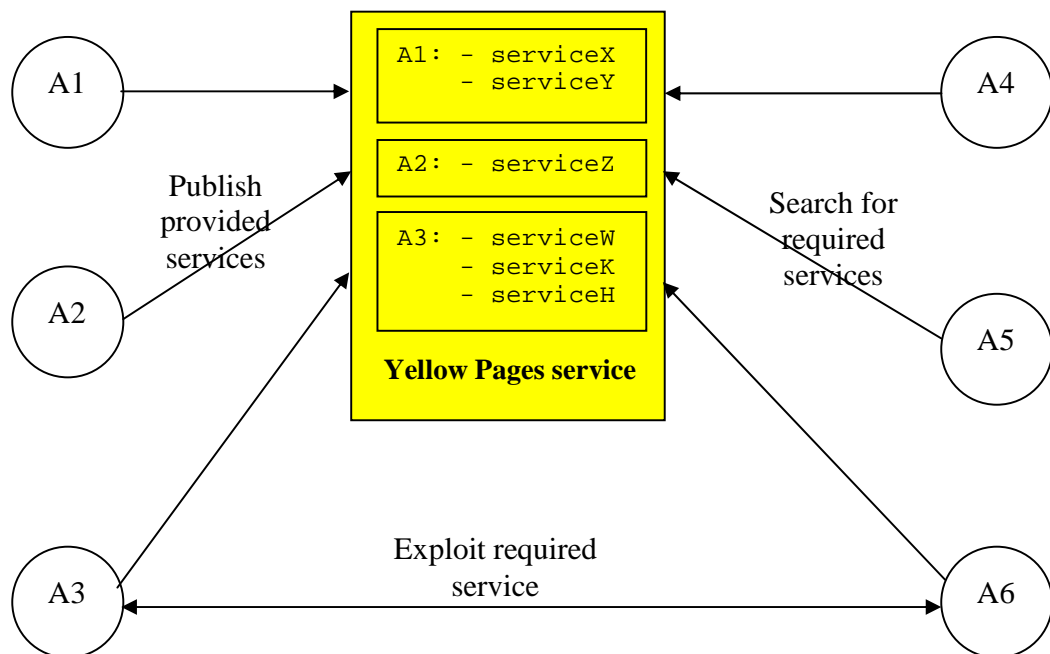 A1: - serviceX
- serviceY
A1
A4
A2: - serviceZ
Publish
provided
services
Search for
required
services
A3: - serviceW
- serviceK
- serviceH
A2
A5
Yellow Pages service
Exploit required
service
A3
A6